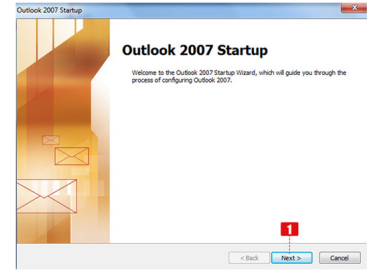 Outlook 2007 Startup
Outlook 2007 Startup
Welcome to the Outlook 2007 Startup Wizard, which will guide you through the
process of configuring Outlook 2007.
1
< Back Next > Cancel